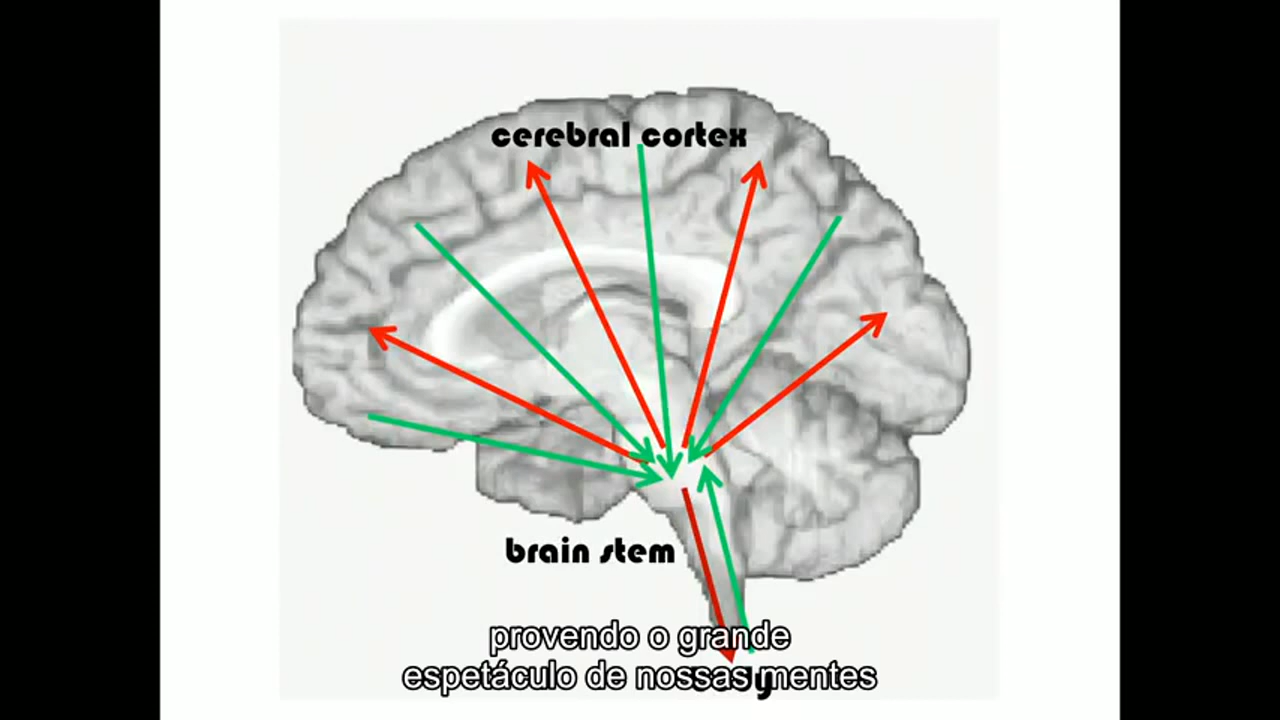 cerebral cortex
brain stem
provendo o grande
espetáculo de nossas mentes